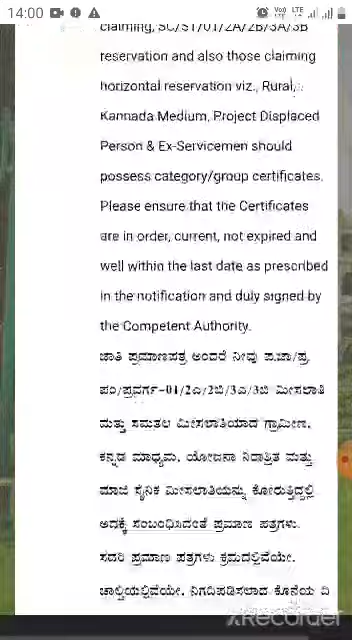 14:00
Vo) LTE
claiming, SC/ST/01/2A/2B/3A/3B
reservation and also those claiming
horizontal reservation viz., Rural,
Kannada Medium, Project Displaced
Person & Ex-Servicemen should
possess category/group certificates.
Please ensure that the Certificates
are in order, current, not expired and
well within the last date as prescribed
in the notification and duly signed by
the Competent Authority.
ಜಾತಿ ಪ್ರಮಾಣಪತ್ರ ಅಂದರೆ ನೀವು ಪ.ಜಾ/ಪ್ರ.
ಪಂ/ಪ್ರವರ್ಗ-01/2ಎ/2ಬಿ/3ಎ/3ಬಿ ಮೀಸಲಾತಿ
ಮತ್ತು ಸಮತಲ ಮೀಸಲಾತಿಯಾದ ಗ್ರಾಮೀಣ,
ಕನ್ನಡ ಮಾಧ್ಯಮ, ಯೋಜನಾ ನಿರಾಶ್ರಿತ ಮತ್ತು
ಮಾಜಿ ಸೈನಿಕ ಮೀಸಲಾತಿಯನ್ನು ಕೋರುತ್ತಿದ್ದಲ್ಲಿ
ಅದಕ್ಕೆ ಸಂಬಂಧಿಸಿದಂತೆ ಪ್ರಮಾಣ ಪತ್ರಗಳು.
ಸದರಿ ಪ್ರಮಾಣ ಪತ್ರಗಳು ಕ್ರಮದಲ್ಲಿವೆಯೇ,
ಚಾಲ್ತಿಯಲ್ಲಿವೆಯೇ, ನಿಗದಿಪಡಿಸಲಾದ ಕೊನೆಯ ದಿ
XRecorder